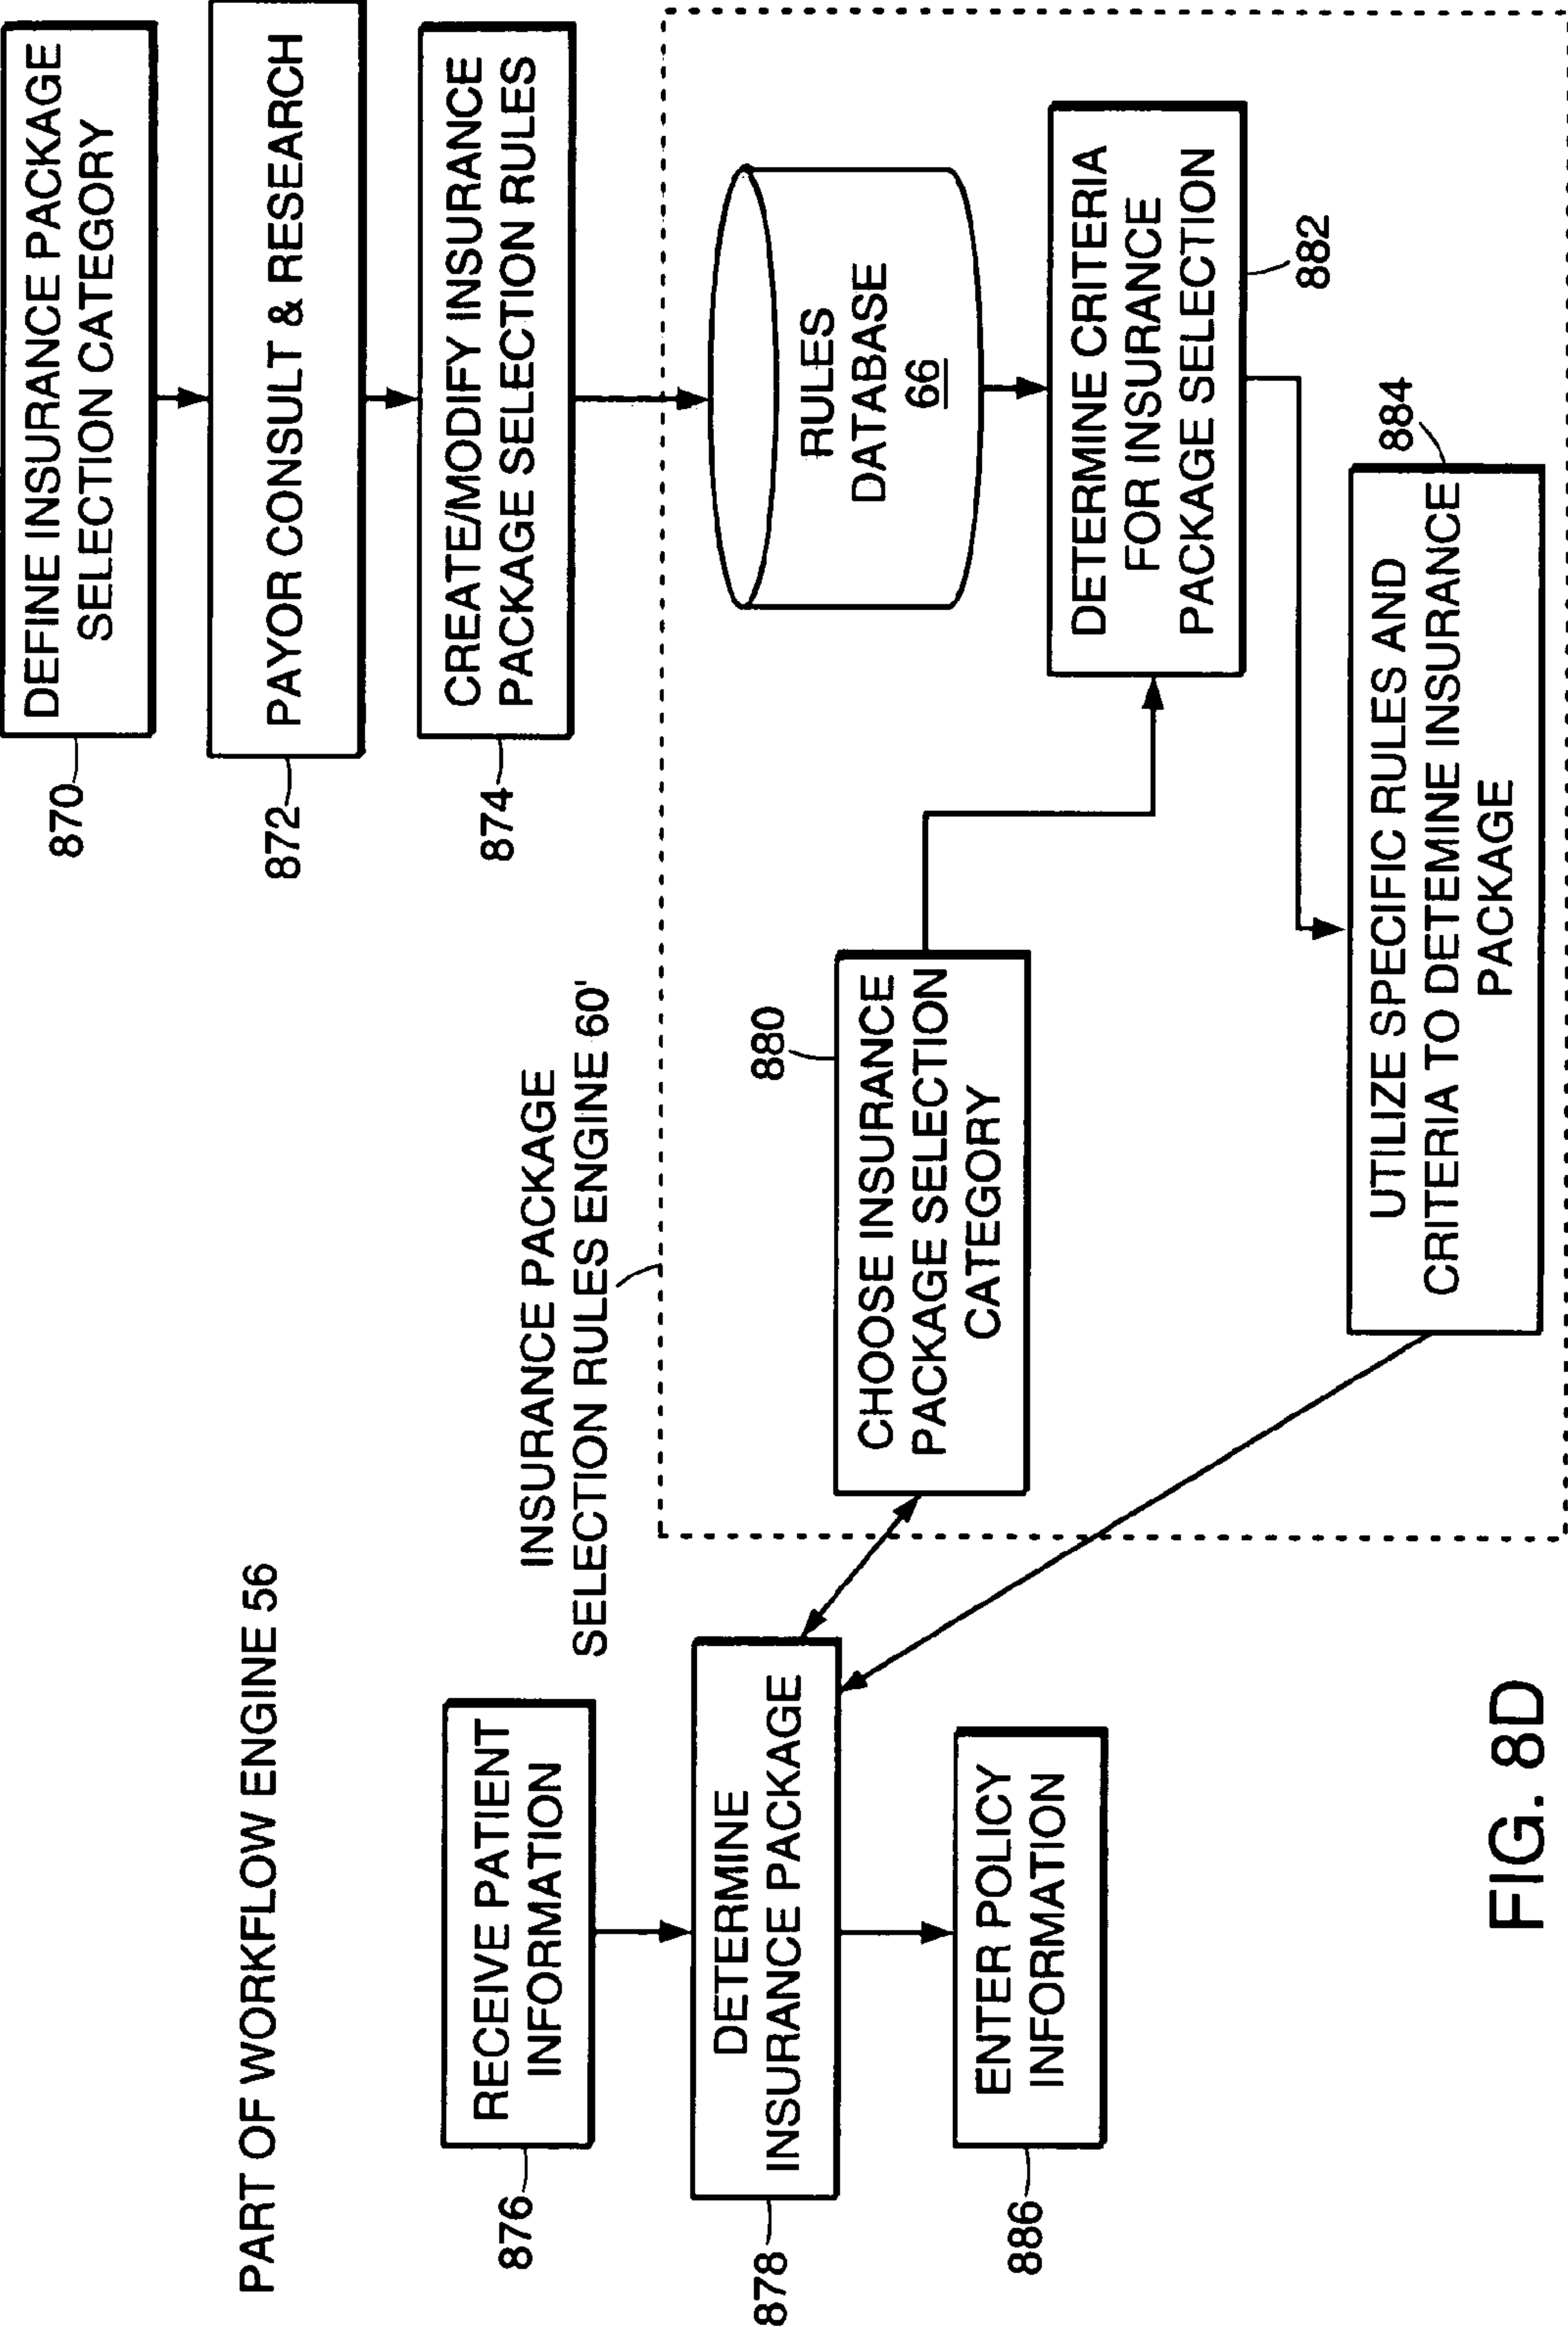 PART OF WORKFLOW ENGINE 56
876
RECEIVE PATIENT
INFORMATION
878
DETERMINE
INSURANCE PACKAGE
886
ENTER POLICY
INFORMATION
INSURANCE PACKAGE
SELECTION RULES ENGINE 60'
870
DEFINE INSURANCE PACKAGE
SELECTION CATEGORY
872
PAYOR CONSULT & RESEARCH
874
CREATE/MODIFY INSURANCE
PACKAGE SELECTION RULES
RULES
DATABASE
66
880
CHOOSE INSURANCE
PACKAGE SELECTION
CATEGORY
DETERMINE CRITERIA
FOR INSURANCE
PACKAGE SELECTION
882
884
UTILIZE SPECIFIC RULES AND
CRITERIA TO DETEMINE INSURANCE
PACKAGE
FIG. 8D